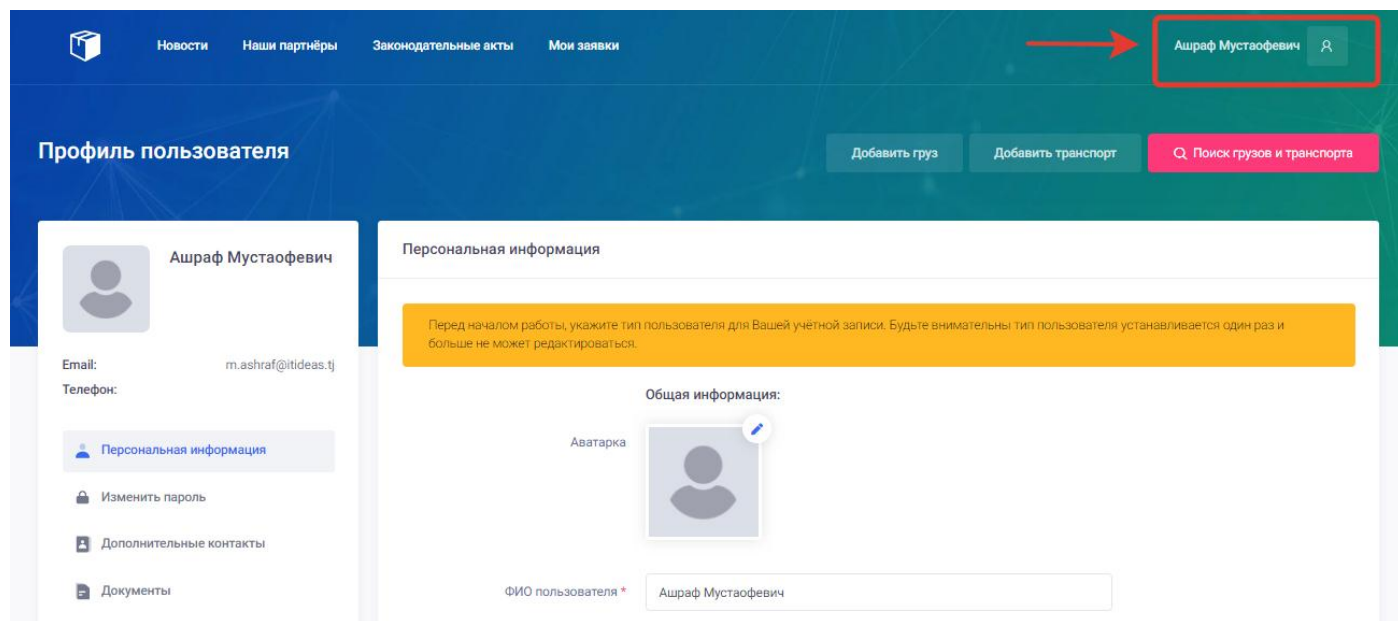 Новости Наши партнёры Законодательные акты Мои заявки Ашраф Мустаофевич
Профиль пользователя
Добавить груз Добавить транспорт Поиск грузов и транспорта
Ашраф Мустаофевич
Email: m.ashraf@itideas.tj
Телефон:
Персональная информация
Изменить пароль
Дополнительные контакты
Документы
Персональная информация
Перед началом работы, укажите тип пользователя для Вашей учётной записи. Будьте внимательны тип пользователя устанавливается один раз и
больше не может редактироваться.
Общая информация:
Аватарка
ФИО пользователя * Ашраф Мустаофевич